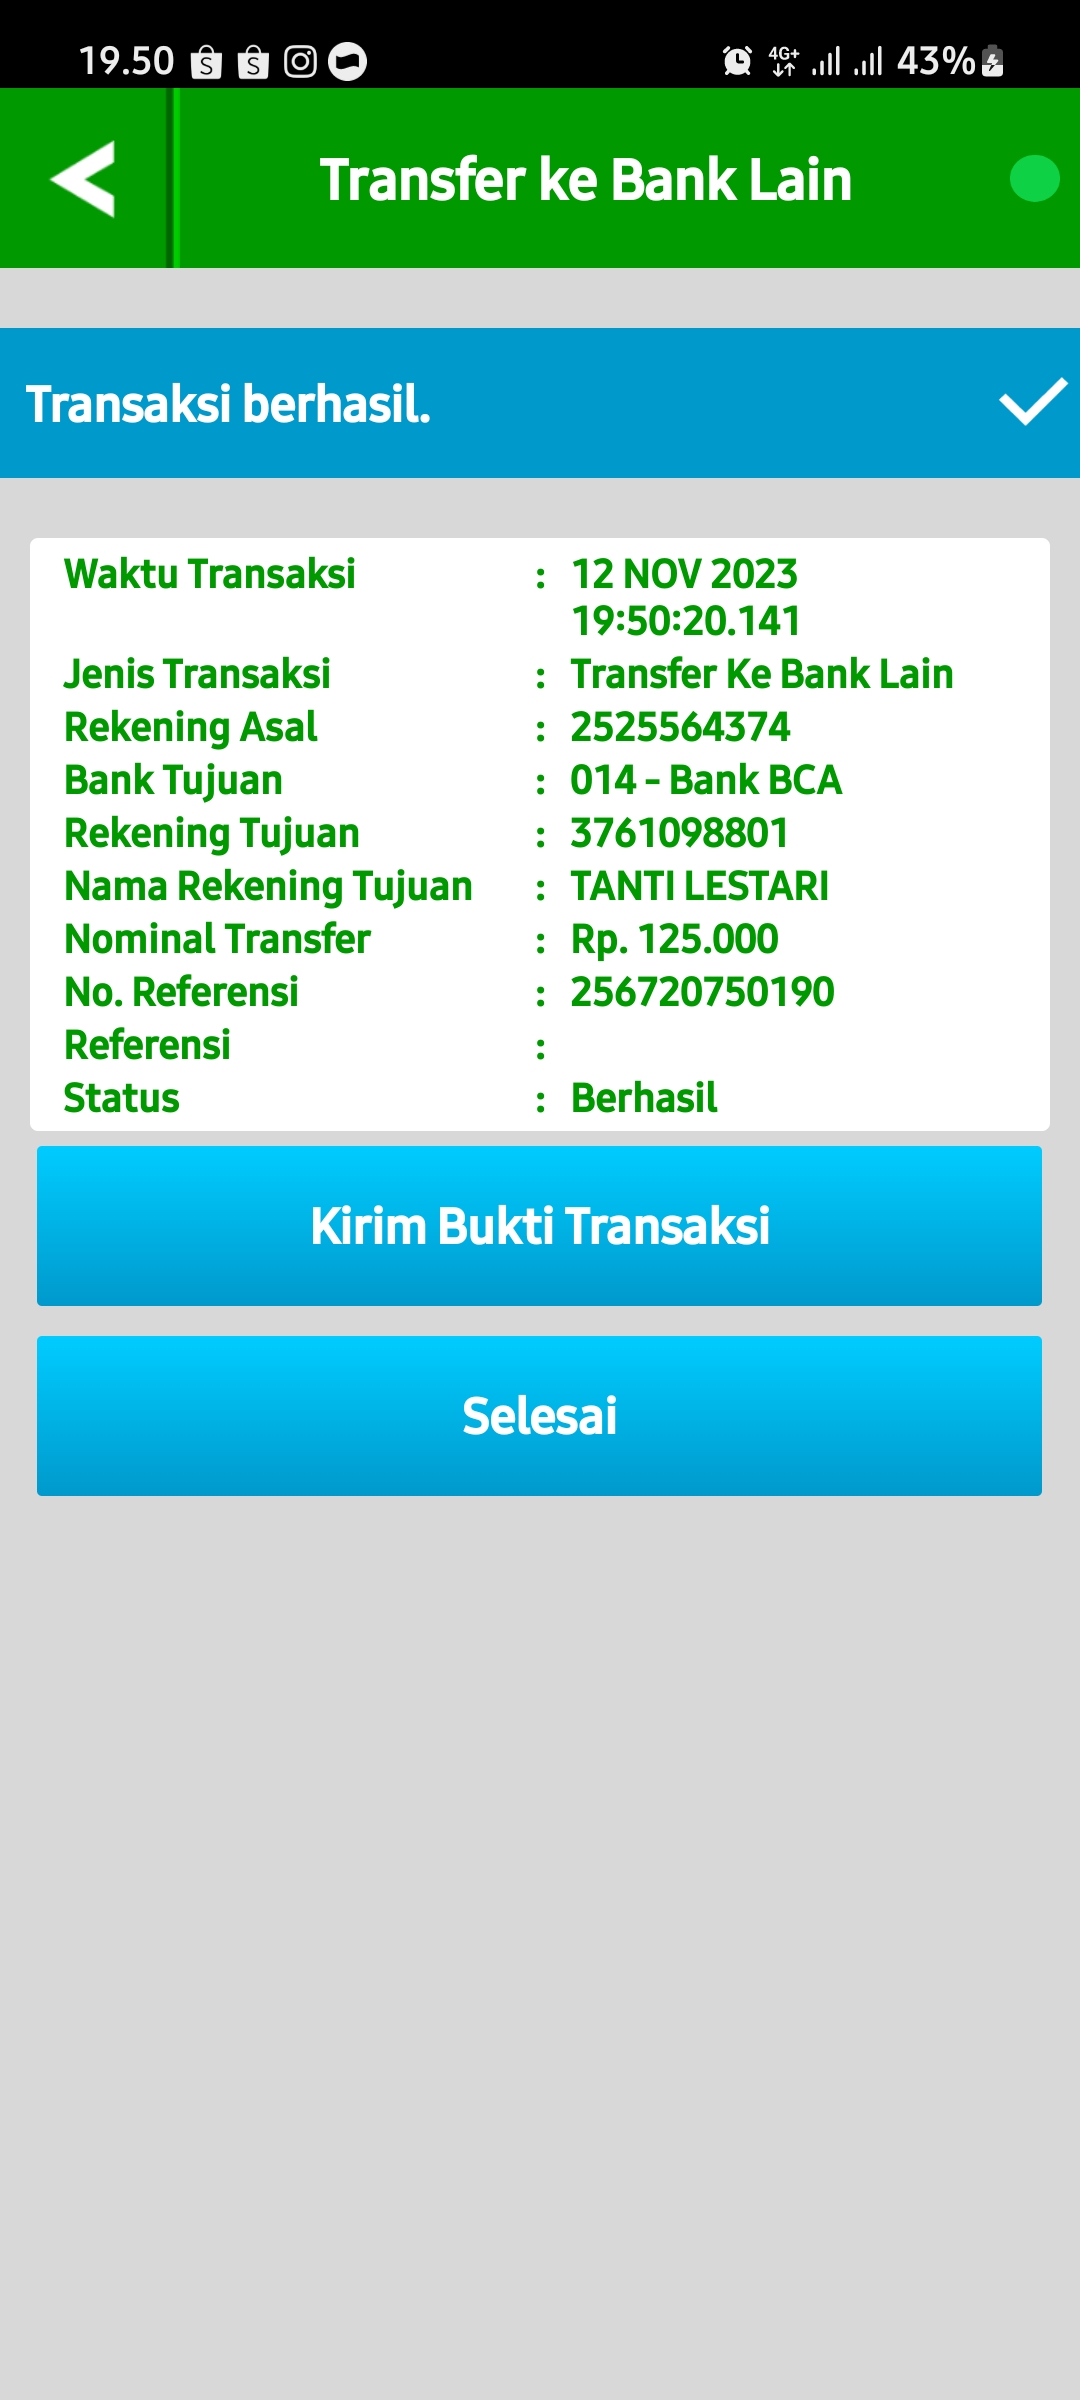 19.50 4G+ 43%
Transfer ke Bank Lain
Transaksi berhasil.
Waktu Transaksi : 12 NOV 2023
19:50:20.141
Jenis Transaksi : Transfer Ke Bank Lain
Rekening Asal : 2525564374
Bank Tujuan : 014 - Bank BCA
Rekening Tujuan : 3761098801
Nama Rekening Tujuan : TANTI LESTARI
Nominal Transfer : Rp. 125.000
No. Referensi : 256720750190
Referensi :
Status : Berhasil
Kirim Bukti Transaksi
Selesai